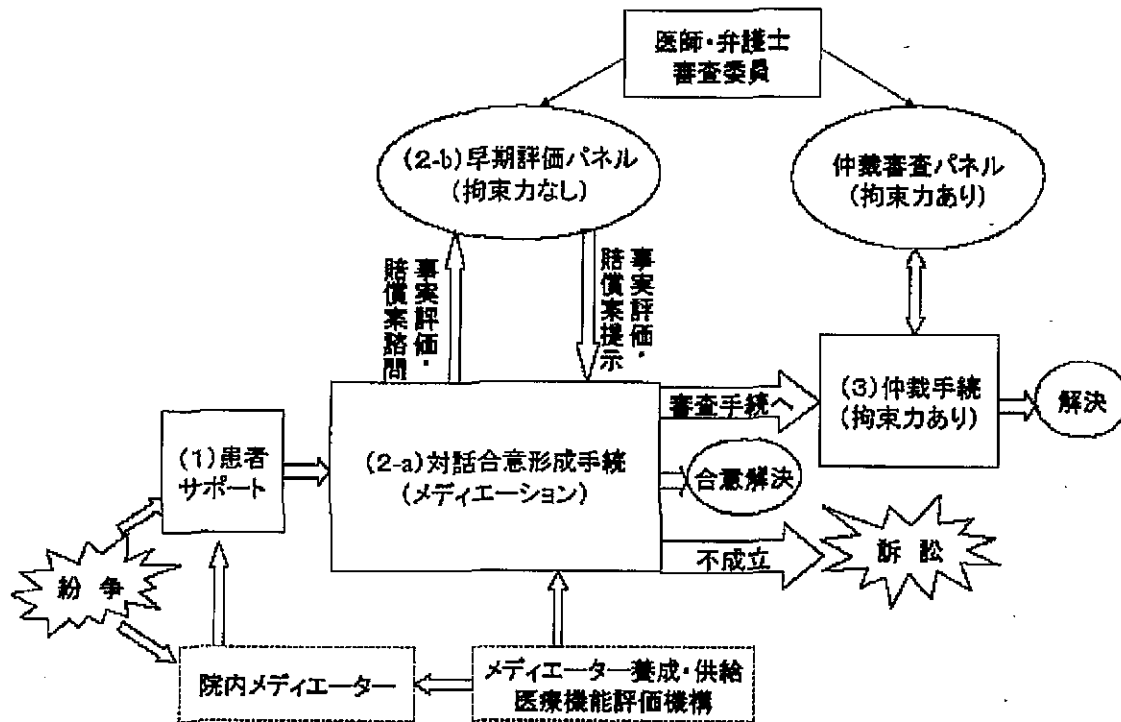 医師・弁護士
審査委員
(2-b)早期評価パネル
(拘束力なし)
仲裁審査パネル
(拘束力あり)
事実評価・
賠償案諮問
事実評価・
賠償案提示
(1)患者
サポート
(2-a)対話合意形成手続
(メディエーション)
審査手続へ
合意解決
不成立
(3)仲裁手続
(拘束力あり)
解決
訴訟
紛争
院内メディエーター
メディエーター養成・供給
医療機能評価機構